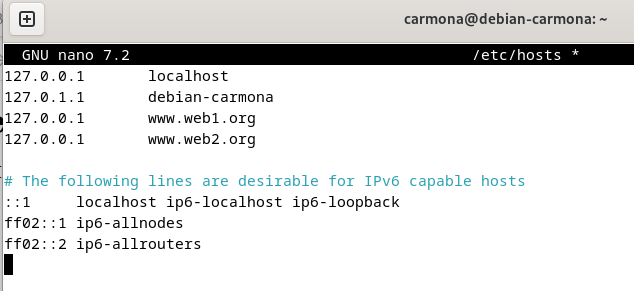 carmona@debian-carmona: ~
GNU nano 7.2 /etc/hosts *
127.0.0.1 localhost
127.0.1.1 debian-carmona
127.0.0.1 www.web1.org
127.0.0.1 www.web2.org
# The following lines are desirable for IPv6 capable hosts
::1 localhost ip6-localhost ip6-loopback
ff02::1 ip6-allnodes
ff02::2 ip6-allrouters